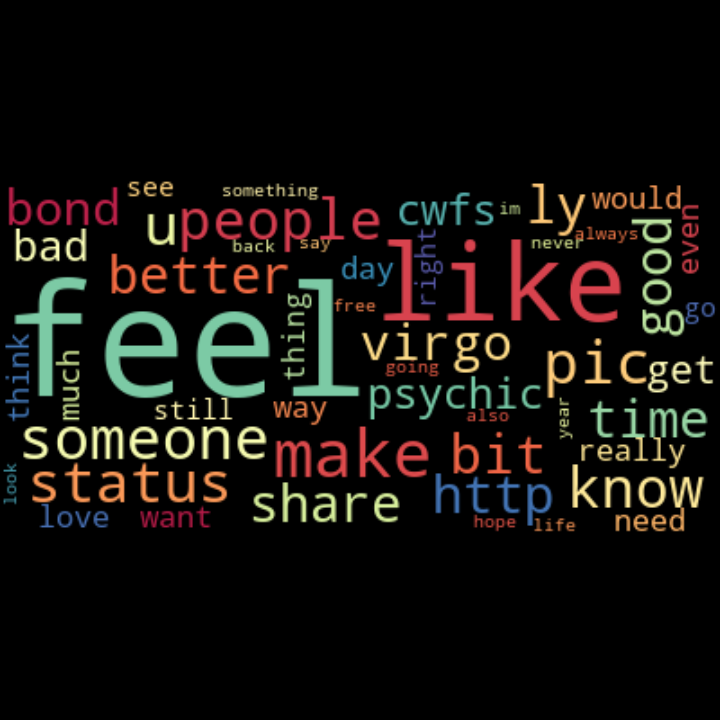 see
something
bond
u
people
cwfs
im
ly
would
bad
back
say
never
always
even
better
day
right
like
good
feel
thing
free
go
think
much
virgo
going
pic
get
still
way
psychic
also
year
time
someone
make
bit
really
look
status
share
http
know
love
want
hope
life
need